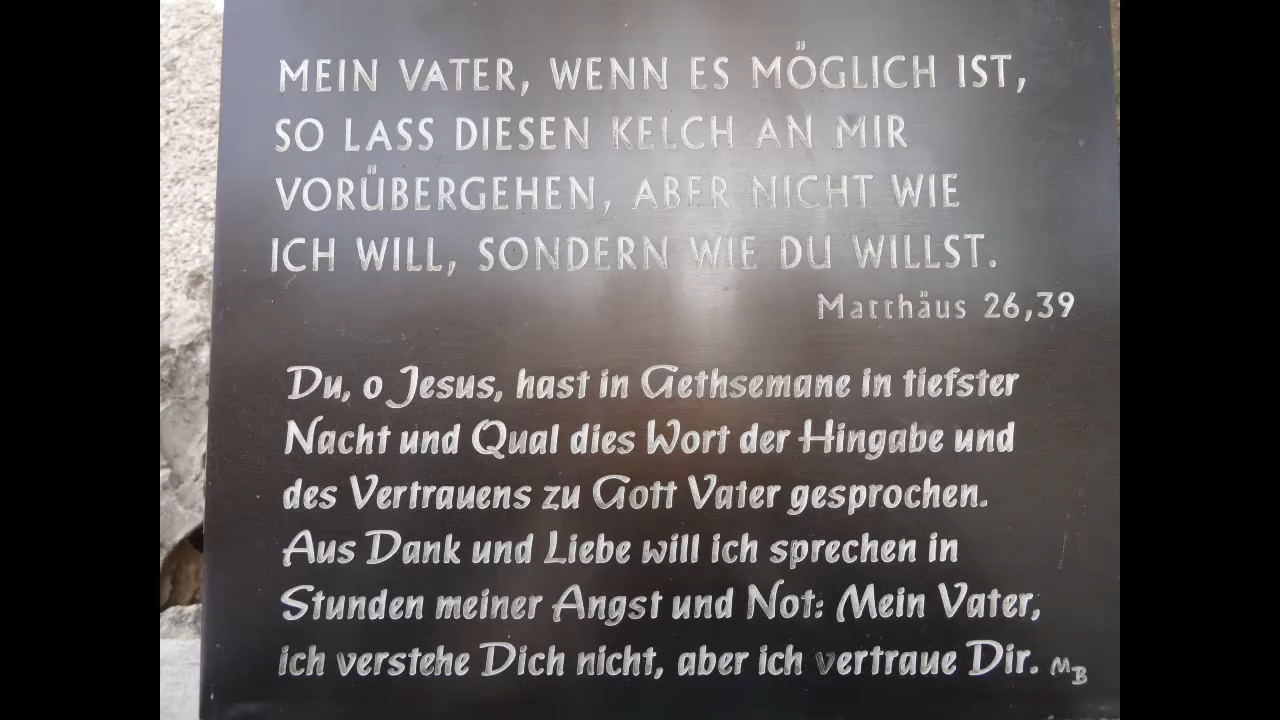 MEIN VATER, WENN ES MÖGLICH IST,
SO LASS DIESEN KELCH AN MIR
VORÜBERGEHEN, ABER NICHT WIE
ICH WILL, SONDERN WIE DU WILLST.
Matthäus 26,39
Du, o Jesus, hast in Gethsemane in tiefster
Nacht und Qual dies Wort der Hingabe und
des Vertrauens zu Gott Vater gesprochen.
Aus Dank und Liebe will ich sprechen in
Stunden meiner Angst und Not: Mein Vater,
ich verstehe Dich nicht, aber ich vertraue Dir. MB